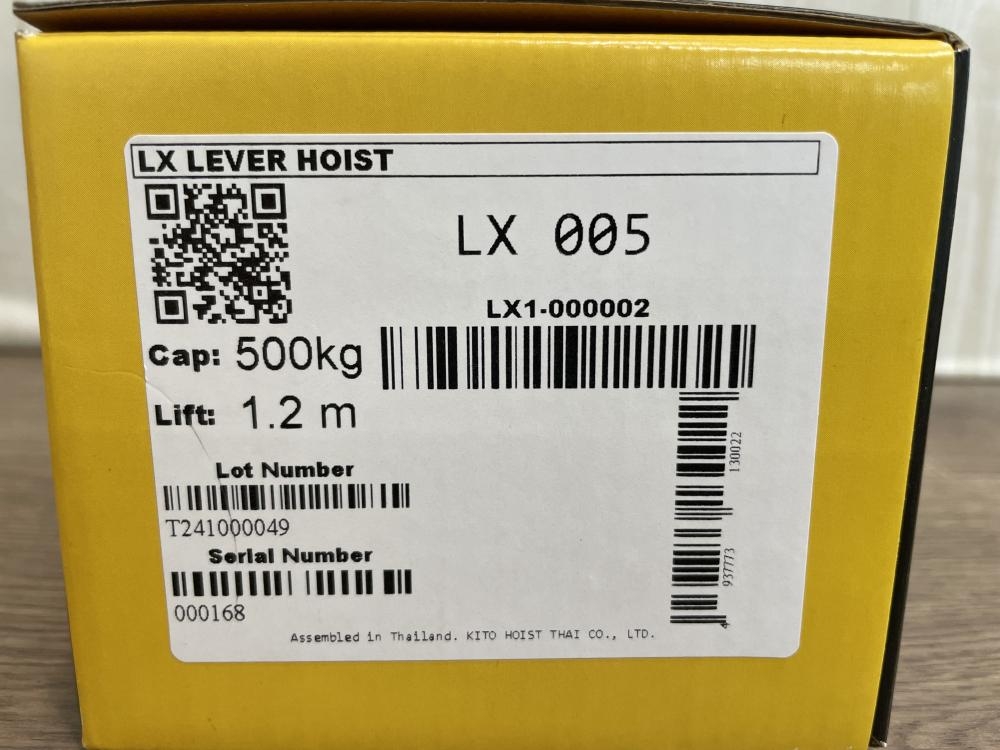 LX LEVER HOIST
LX 005
LX1-000002
Cap: 500kg
Lift: 1.2 m
Lot Number
T241000049
Serial Number
000168
4 937773 130022
Assembled in Thailand. KITO HOIST THAI CO., LTD.